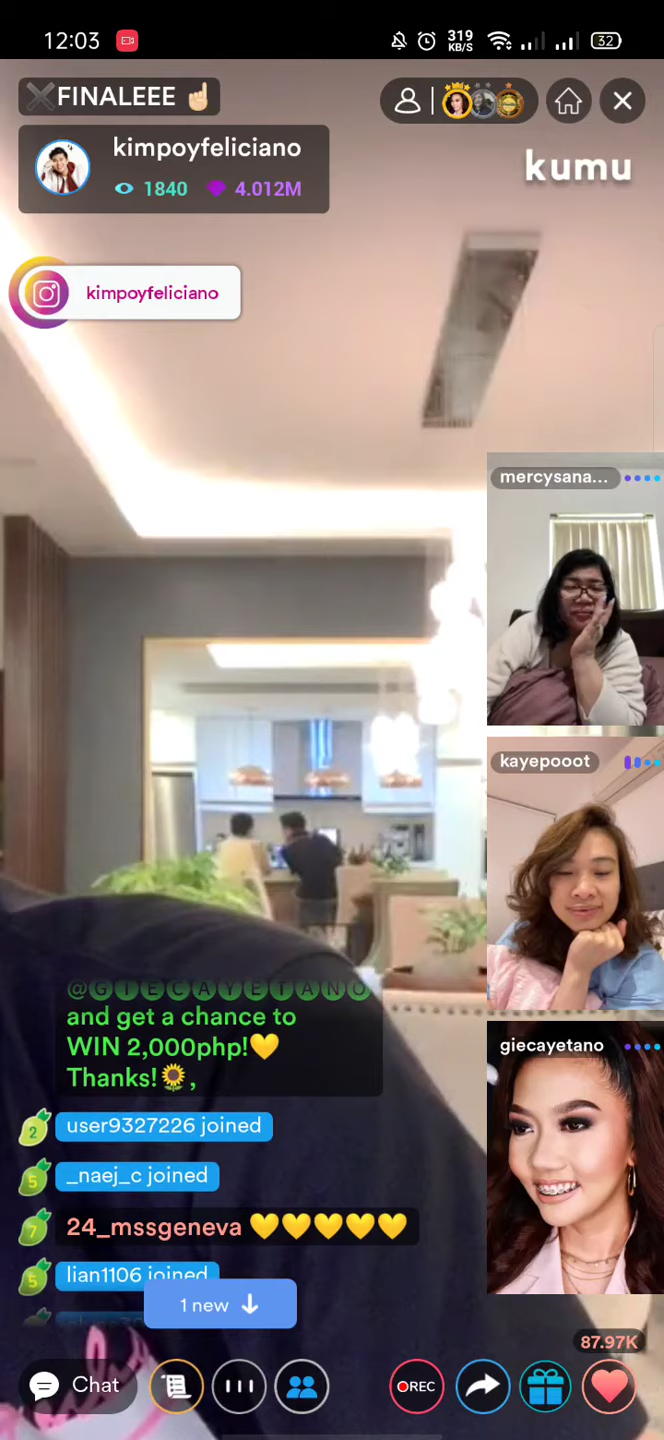 12:03
319
KB/S
32
FINALEEE
kimpoyfeliciano
1840
4.012M
kumu
kimpoyfeliciano
mercysana...
kayepooot
giecayetano
@GIECAYETANO
and get a chance to
WIN 2,000php!💛
Thanks!🌻,
2
user9327226 joined
5
_naej_c joined
7
24_mssgeneva 💛💛💛💛💛
5
lian1106 joined
1 new
87.97K
Chat
REC